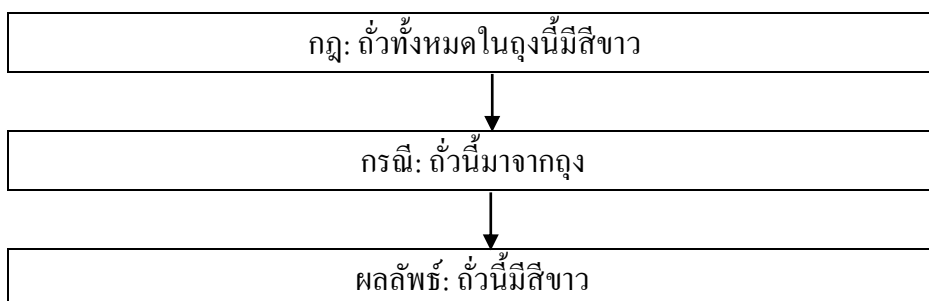 กฎ: ถั่วทั้งหมดในถุงนี้มีสีขาว
กรณี: ถั่วนี้มาจากถุง
ผลลัพธ์: ถั่วนี้มีสีขาว